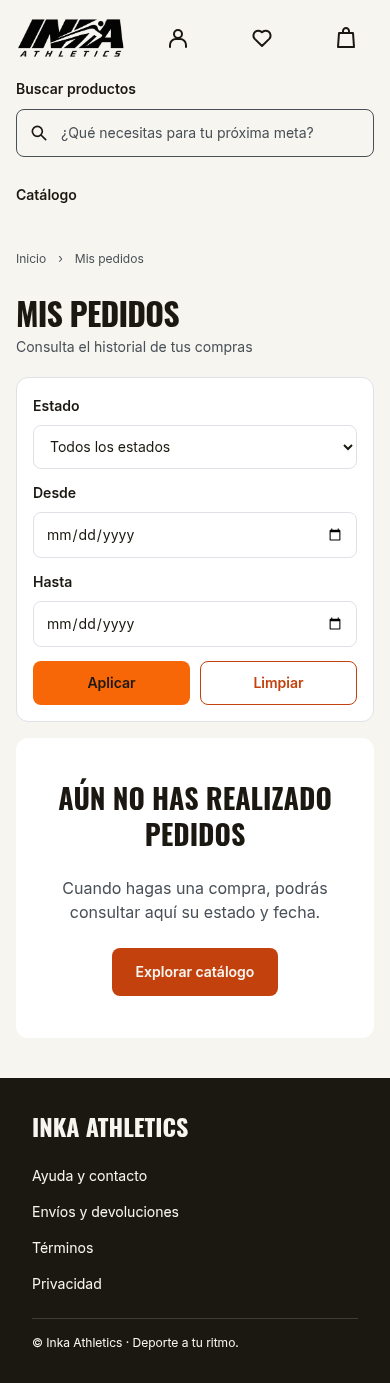 INKA
ATHLETICS
Buscar productos
¿Qué necesitas para tu próxima meta?
Catálogo
Inicio › Mis pedidos
MIS PEDIDOS
Consulta el historial de tus compras
Estado
Todos los estados
Desde
mm/dd/yyyy
Hasta
mm/dd/yyyy
Aplicar Limpiar
AÚN NO HAS REALIZADO
PEDIDOS
Cuando hagas una compra, podrás
consultar aquí su estado y fecha.
Explorar catálogo
INKA ATHLETICS
Ayuda y contacto
Envíos y devoluciones
Términos
Privacidad
© Inka Athletics · Deporte a tu ritmo.